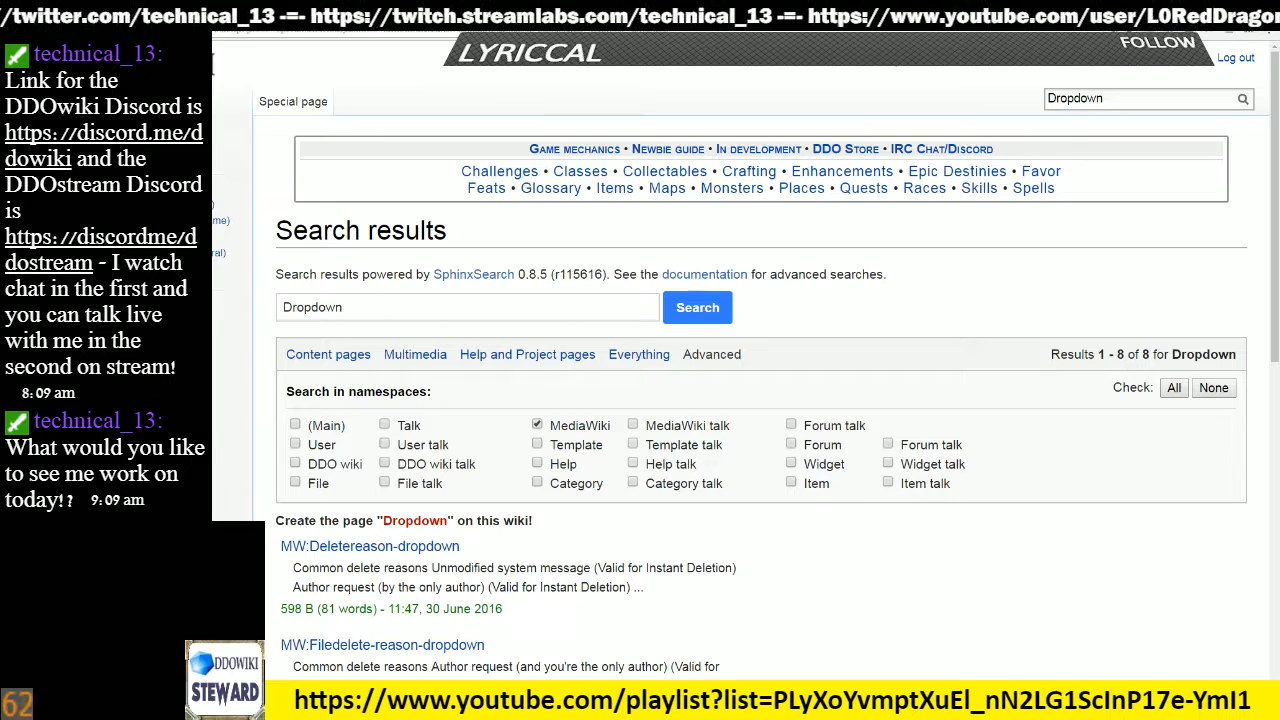 /twitter.com/technical_13 -=- https://twitch.streamlabs.com/technical_13 -=- https://www.youtube.com/user/L0RedDragon
technical_13:
Link for the
DDOwiki Discord is
https://discord.me/d
dowiki and the
DDOstream Discord
is
https://discordme/d
dostream - I watch
chat in the first and
you can talk live
with me in the
second on stream!
8:09 am
technical_13:
What would you like
to see me work on
today!? 9:09 am
62
me)
ral)
LYRICCAL
FOLLOW
Log out
Special page
Dropdown
Game mechanics • Newbie guide • In development • DDO Store • IRC Chat/Discord
Challenges • Classes • Collectables • Crafting • Enhancements • Epic Destinies • Favor
Feats • Glossary • Items • Maps • Monsters • Places • Quests • Races • Skills • Spells
Search results
Search results powered by SphinxSearch 0.8.5 (r115616). See the documentation for advanced searches.
Dropdown
Search
Content pages Multimedia Help and Project pages Everything Advanced
Results 1 - 8 of 8 for Dropdown
Search in namespaces:
Check: All None
(Main) Talk MediaWiki MediaWiki talk Forum talk
User User talk Template Template talk Forum Forum talk
DDO wiki DDO wiki talk Help Help talk Widget Widget talk
File File talk Category Category talk Item Item talk
Create the page "Dropdown" on this wiki!
MW:Deletereason-dropdown
Common delete reasons Unmodified system message (Valid for Instant Deletion)
Author request (by the only author) (Valid for Instant Deletion) ...
598 B (81 words) - 11:47, 30 June 2016
MW:Filedelete-reason-dropdown
Common delete reasons Author request (and you're the only author) (Valid for
DDOWIKI
STEWARD
https://www.youtube.com/playlist?list=PLyXoYvmptXuEl_nN2LG1ScInP17e-YmI1